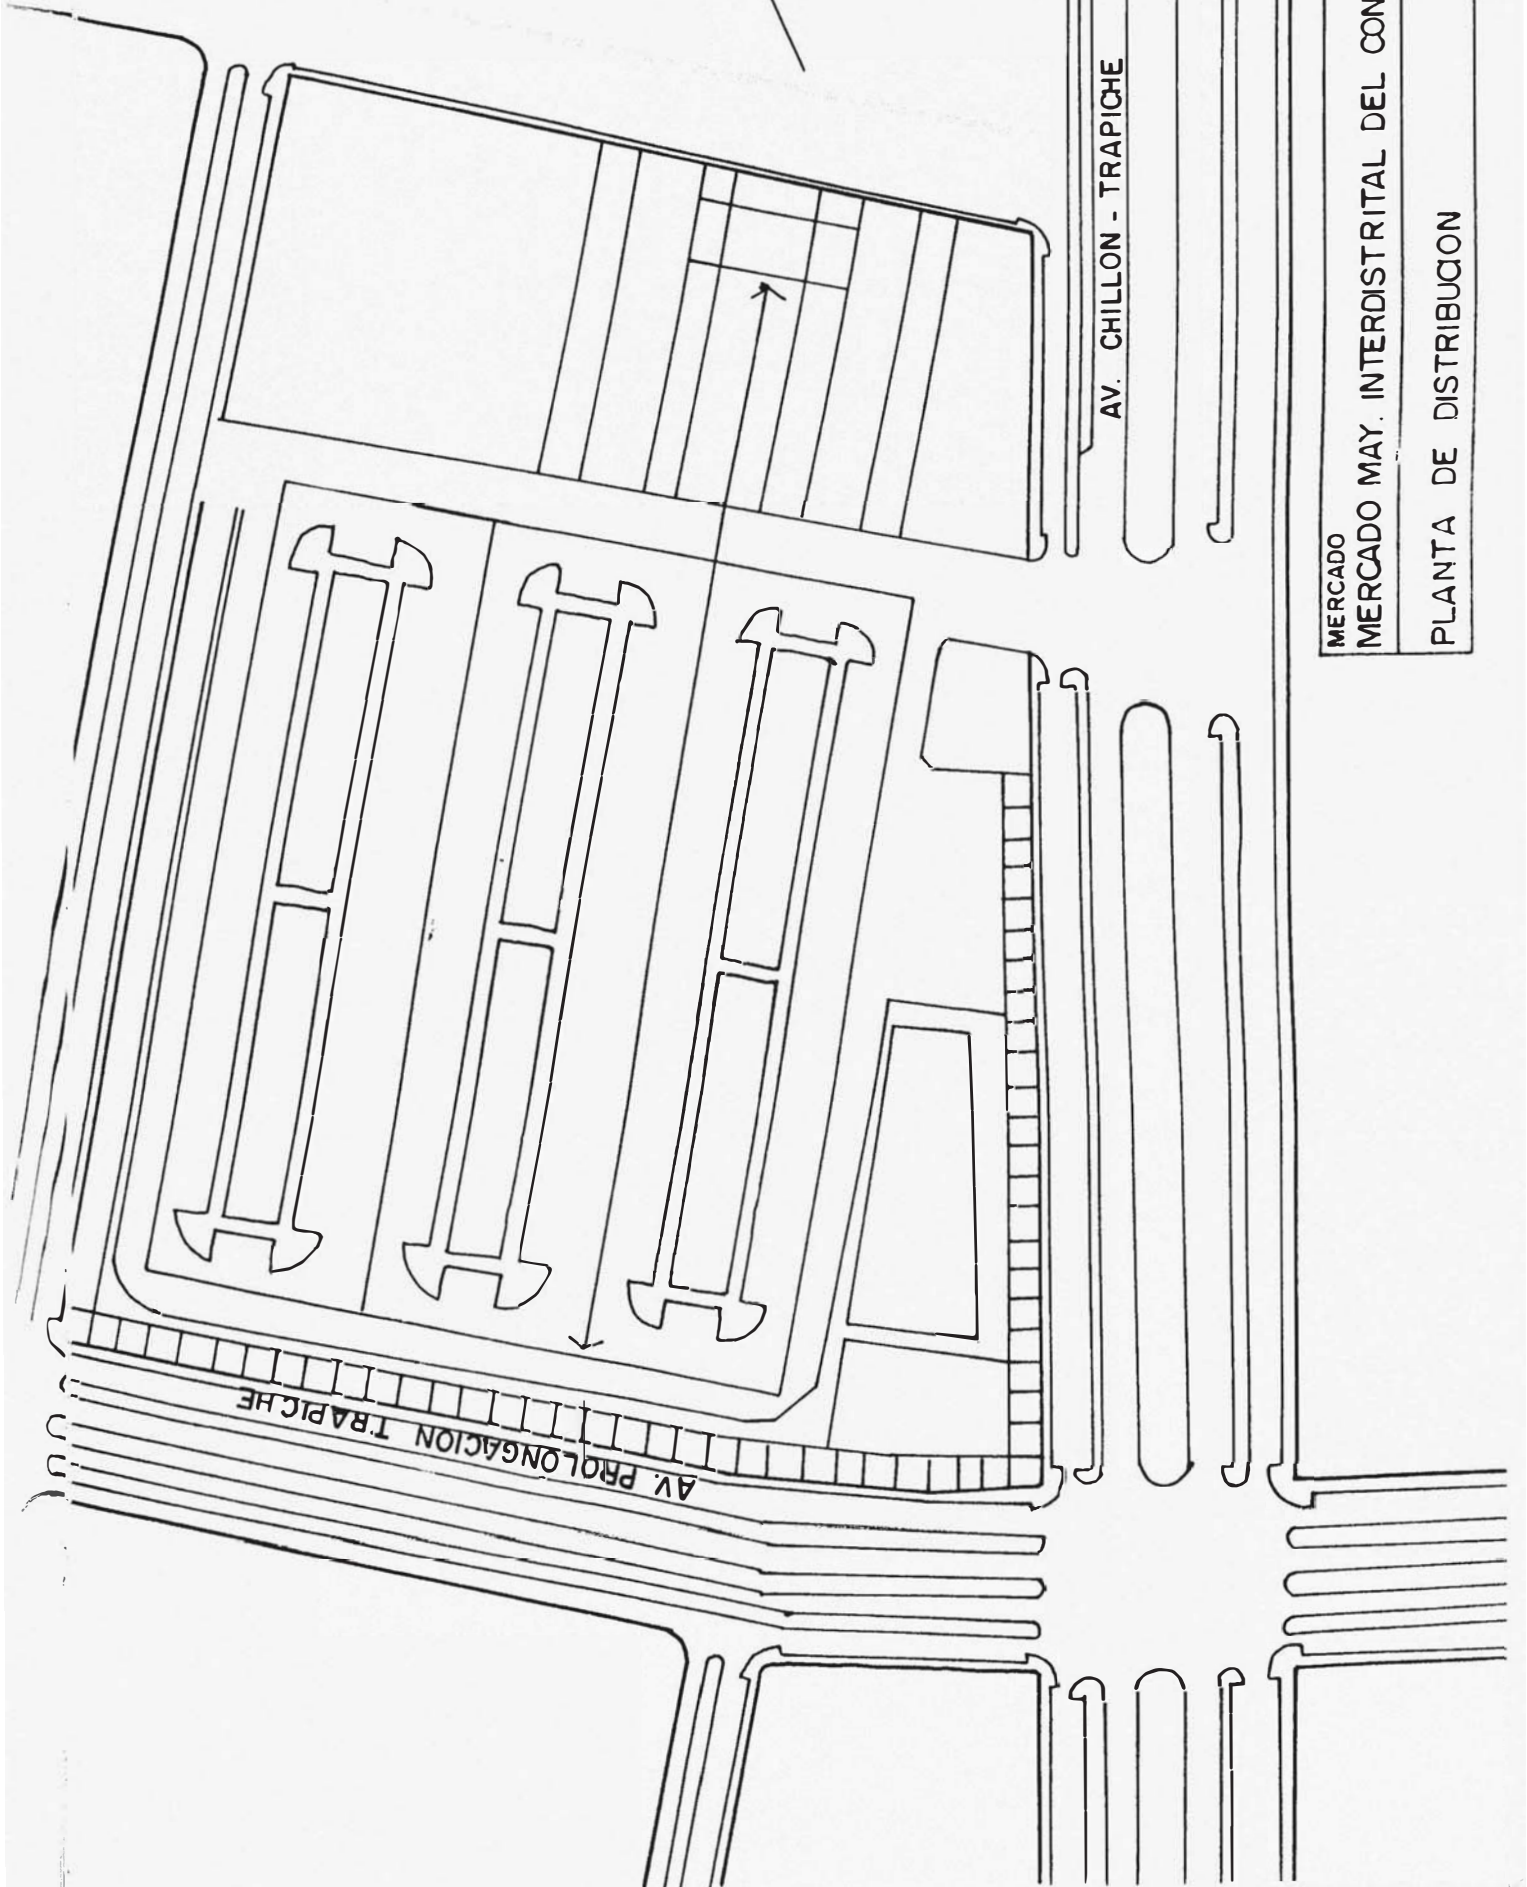 AV. CHILLON - TRAPICHE
MERCADO
MERCADO MAY. INTERDISTRITAL DEL CON
PLANTA DE DISTRIBUCION
AV. PROLONGACION TRAPICHE